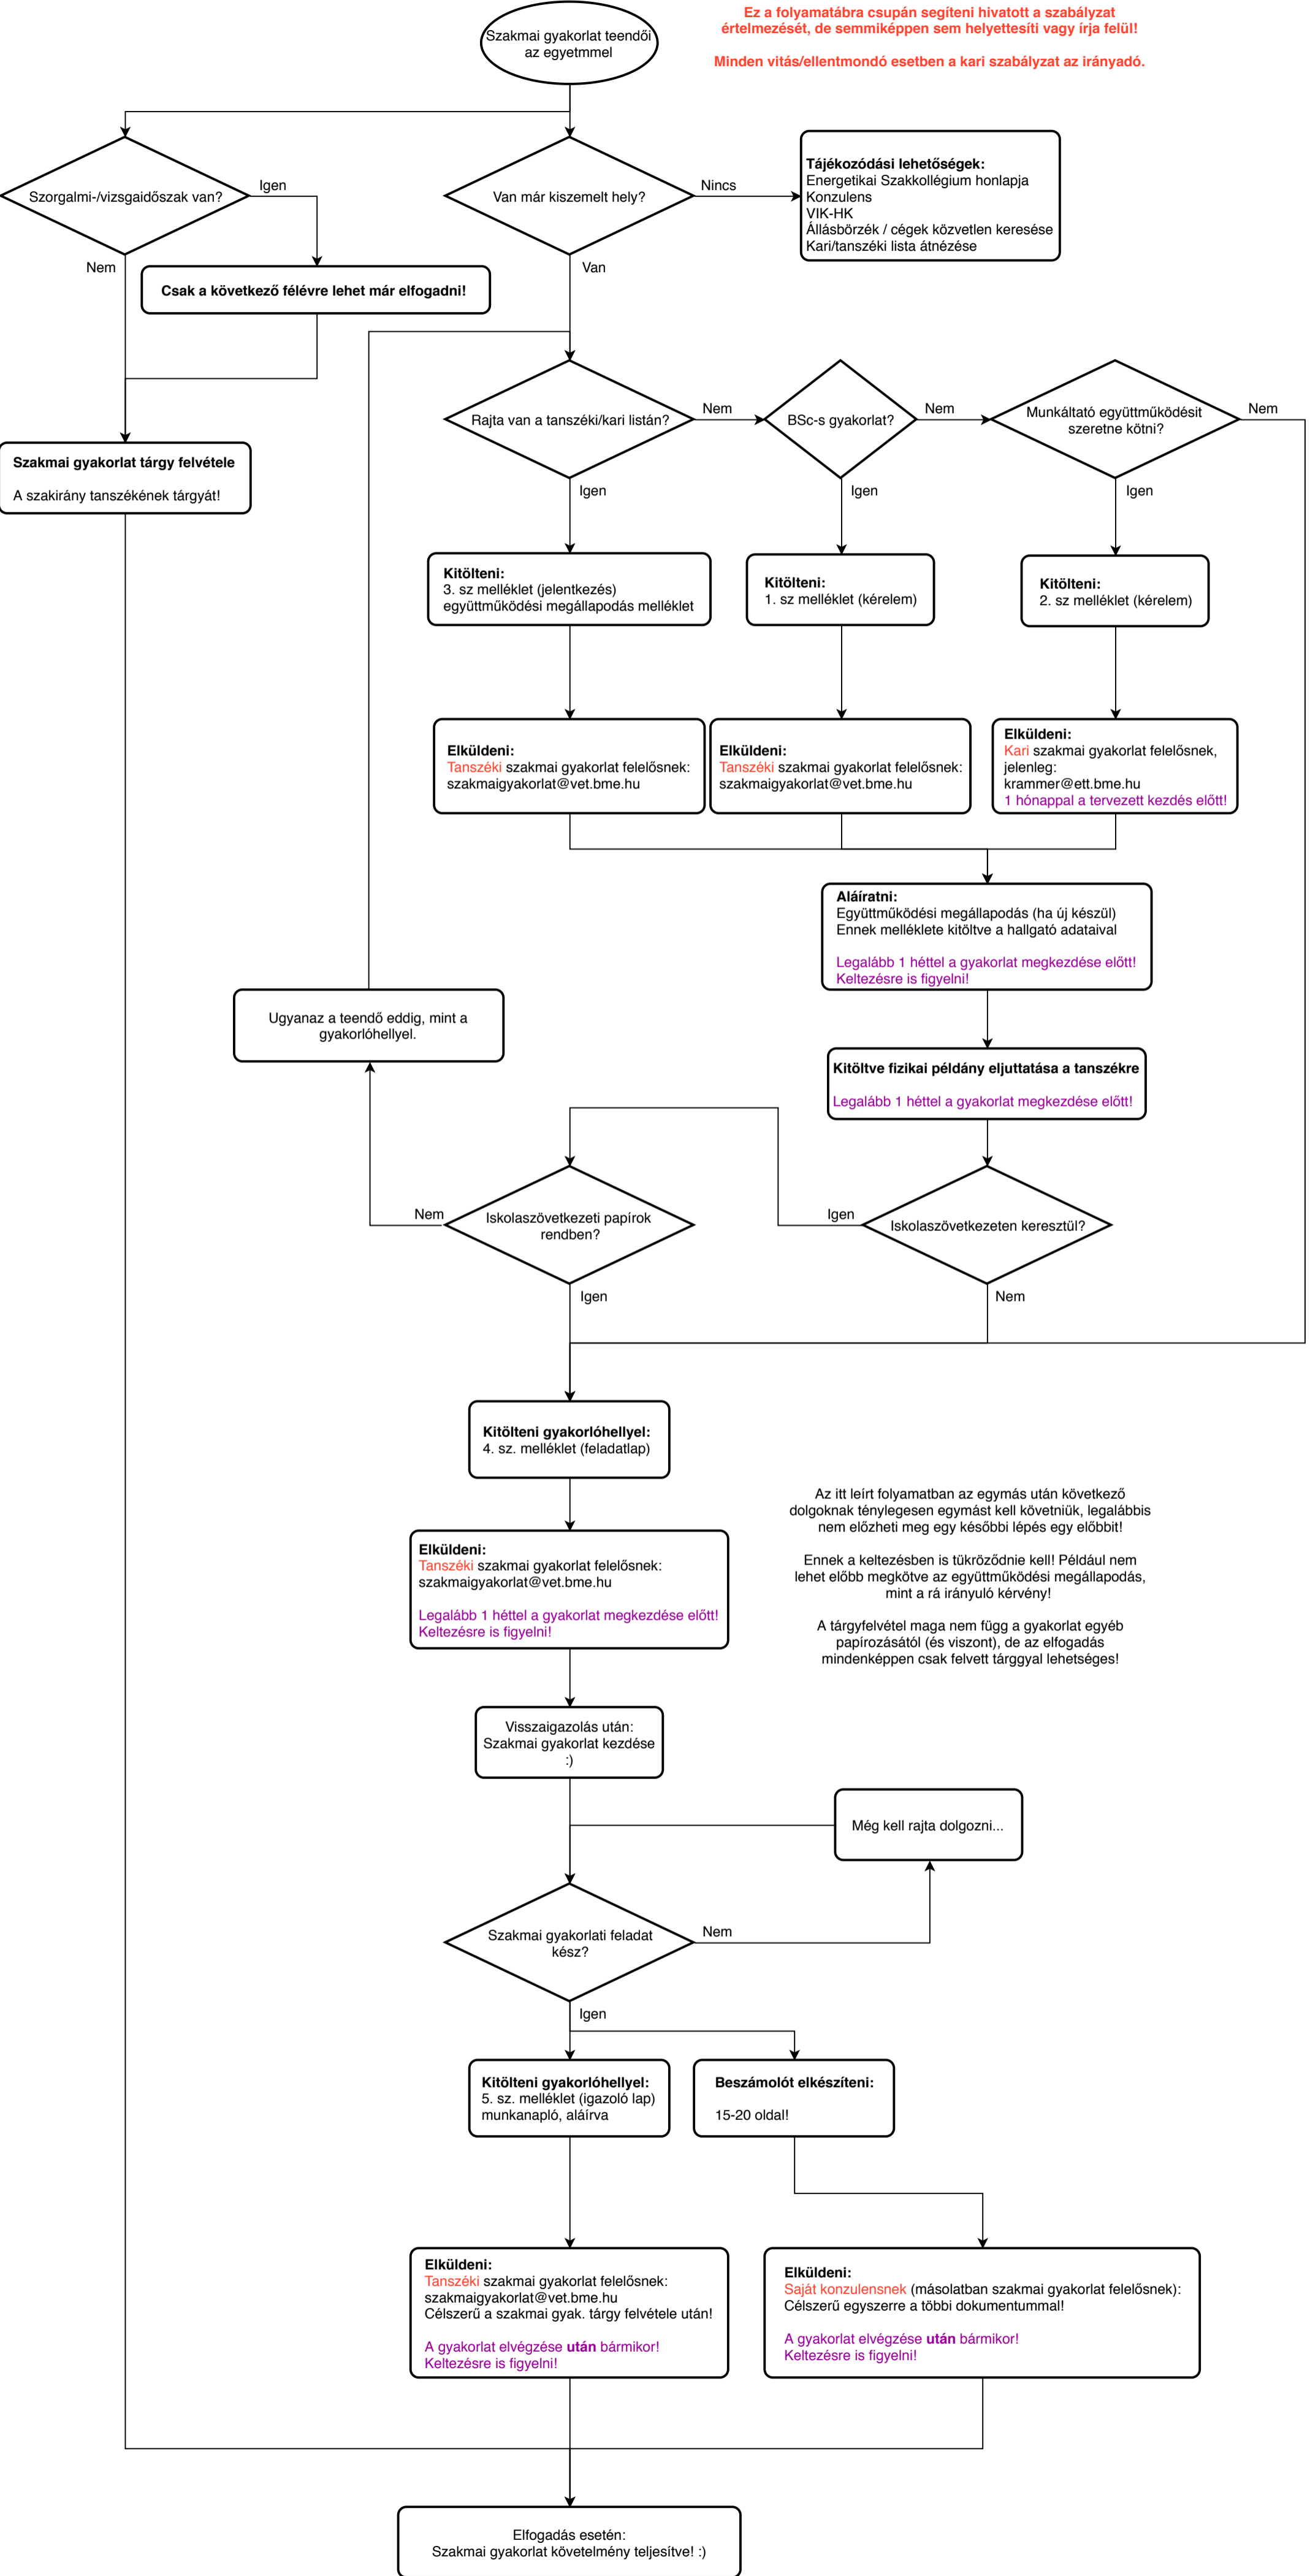 Szakmai gyakorlat teendői
az egyetmmel
Ez a folyamatábra csupán segíteni hivatott a szabályzat
értelmezését, de semmiképpen sem helyettesíti vagy írja felül!
Minden vitás/ellentmondó esetben a kari szabályzat az irányadó.
Szorgalmi-/vizsgaidőszak van?
Igen
Nem
Csak a következő félévre lehet már elfogadni!
Van már kiszemelt hely?
Nincs
Van
Tájékozódási lehetőségek:
Energetikai Szakkollégium honlapja
Konzulens
VIK-HK
Állásbörzék / cégek közvetlen keresése
Kari/tanszéki lista átnézése
Szakmai gyakorlat tárgy felvétele
A szakirány tanszékének tárgyát!
Rajta van a tanszéki/kari listán?
Nem
Igen
BSc-s gyakorlat?
Nem
Igen
Munkáltató együttműködésit
szeretne kötni?
Nem
Igen
Kitölteni:
3. sz melléklet (jelentkezés)
együttműködési megállapodás melléklet
Kitölteni:
1. sz melléklet (kérelem)
Kitölteni:
2. sz melléklet (kérelem)
Elküldeni:
Tanszéki szakmai gyakorlat felelősnek:
szakmaigyakorlat@vet.bme.hu
Elküldeni:
Tanszéki szakmai gyakorlat felelősnek:
szakmaigyakorlat@vet.bme.hu
Elküldeni:
Kari szakmai gyakorlat felelősnek,
jelenleg:
krammer@ett.bme.hu
1 hónappal a tervezett kezdés előtt!
Aláíratni:
Együttműködési megállapodás (ha új készül)
Ennek melléklete kitöltve a hallgató adataival
Legalább 1 héttel a gyakorlat megkezdése előtt!
Keltezésre is figyelni!
Ugyanaz a teendő eddig, mint a
gyakorlóhellyel.
Kitöltve fizikai példány eljuttatása a tanszékre
Legalább 1 héttel a gyakorlat megkezdése előtt!
Nem
Iskolaszövetkezeti papírok
rendben?
Igen
Igen
Iskolaszövetkezeten keresztül?
Nem
Kitölteni gyakorlóhellyel:
4. sz. melléklet (feladatlap)
Elküldeni:
Tanszéki szakmai gyakorlat felelősnek:
szakmaigyakorlat@vet.bme.hu
Legalább 1 héttel a gyakorlat megkezdése előtt!
Keltezésre is figyelni!
Az itt leírt folyamatban az egymás után következő
dolgoknak ténylegesen egymást kell követniük, legalábbis
nem előzheti meg egy későbbi lépés egy előbbit!
Ennek a keltezésben is tükröződnie kell! Például nem
lehet előbb megkötve az együttműködési megállapodás,
mint a rá irányuló kérvény!
A tárgyfelvétel maga nem függ a gyakorlat egyéb
papírozásától (és viszont), de az elfogadás
mindenképpen csak felvett tárggyal lehetséges!
Visszaigazolás után:
Szakmai gyakorlat kezdése
:)
Még kell rajta dolgozni...
Szakmai gyakorlati feladat
kész?
Nem
Igen
Kitölteni gyakorlóhellyel:
5. sz. melléklet (igazoló lap)
munkanapló, aláírva
Beszámolót elkészíteni:
15-20 oldal!
Elküldeni:
Tanszéki szakmai gyakorlat felelősnek:
szakmaigyakorlat@vet.bme.hu
Célszerű a szakmai gyak. tárgy felvétele után!
A gyakorlat elvégzése után bármikor!
Keltezésre is figyelni!
Elküldeni:
Saját konzulensnek (másolatban szakmai gyakorlat felelősnek):
Célszerű egyszerre a többi dokumentummal!
A gyakorlat elvégzése után bármikor!
Keltezésre is figyelni!
Elfogadás esetén:
Szakmai gyakorlat követelmény teljesítve! :)